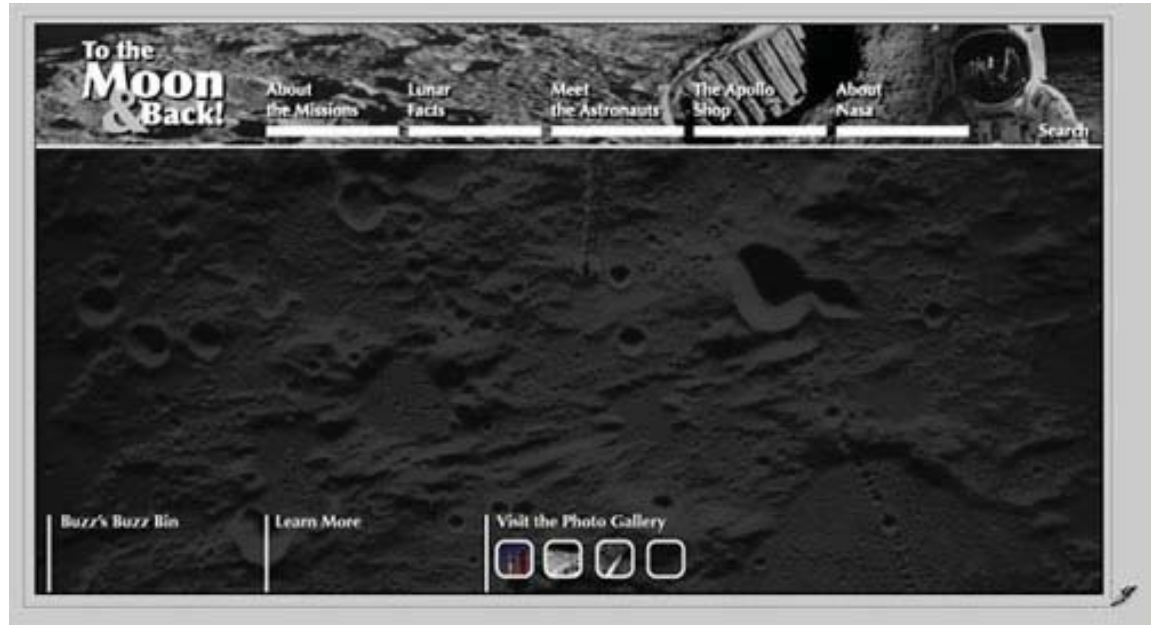 To the
Moon
& Back!
About
the Missions
Lunar
Facts
Meet
the Astronauts
The Apollo
Shop
About
Nasa
Search
Buzz's Buzz Bin
Learn More
Visit the Photo Gallery